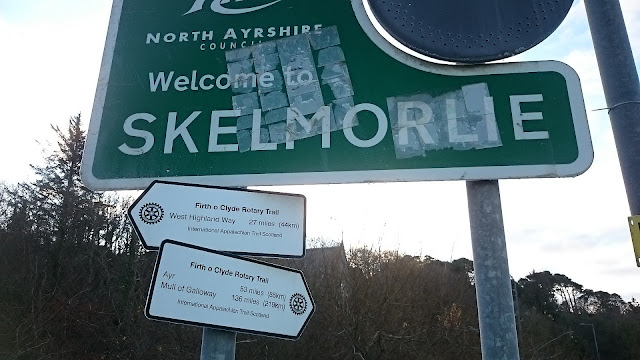 NORTH AYRSHIRE
COUNCIL
Welcome to
SKELMORLIE
Firth o Clyde Rotary Trail
West Highland Way 27 miles (44km)
International Appalachian Trail Scotland
Firth o Clyde Rotary Trail
Ayr 53 miles (85km)
Mull of Galloway 136 miles (219km)
International Appalachian Trail Scotland